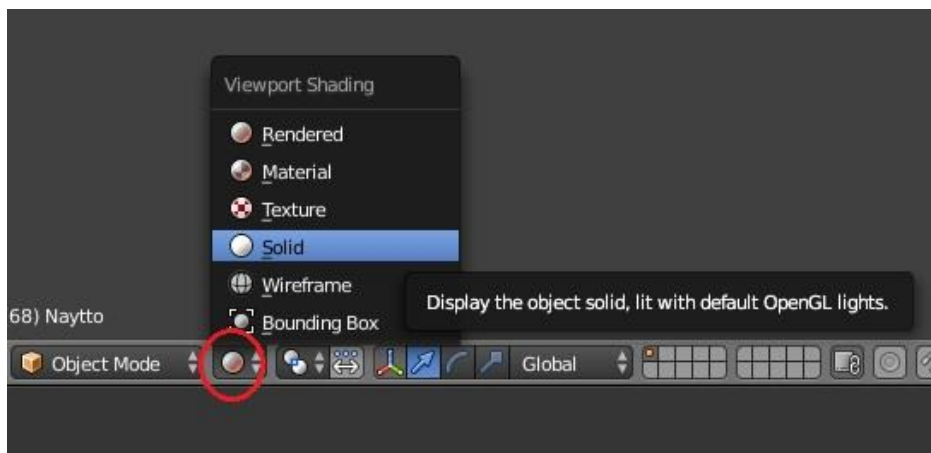 Viewport Shading
Rendered
Material
Texture
Solid
Wireframe
Display the object solid, lit with default OpenGL lights.
68) Naytto
Bounding Box
Object Mode
Global